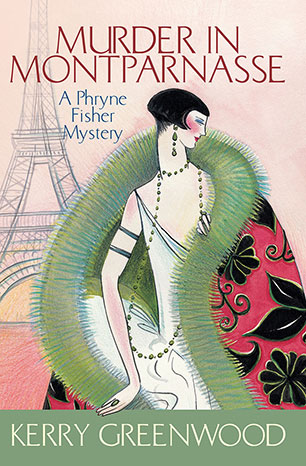 MURDER IN
MONTPARNASSE
A Phryne
Fisher
Mystery
KERRY GREENWOOD